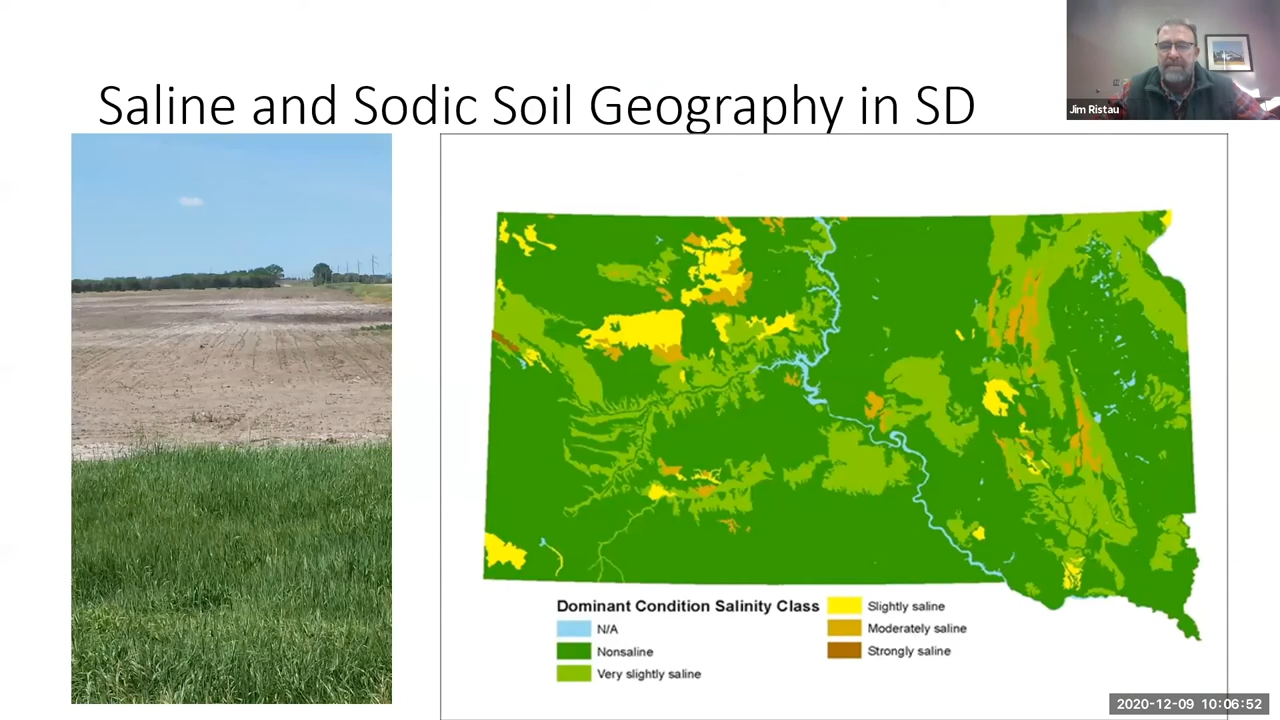 Saline and Sodic Soil Geography in SD
Jim Ristau
Dominant Condition Salinity Class
N/A
Nonsaline
Very slightly saline
Slightly saline
Moderately saline
Strongly saline
2020-12-09 10:06:52